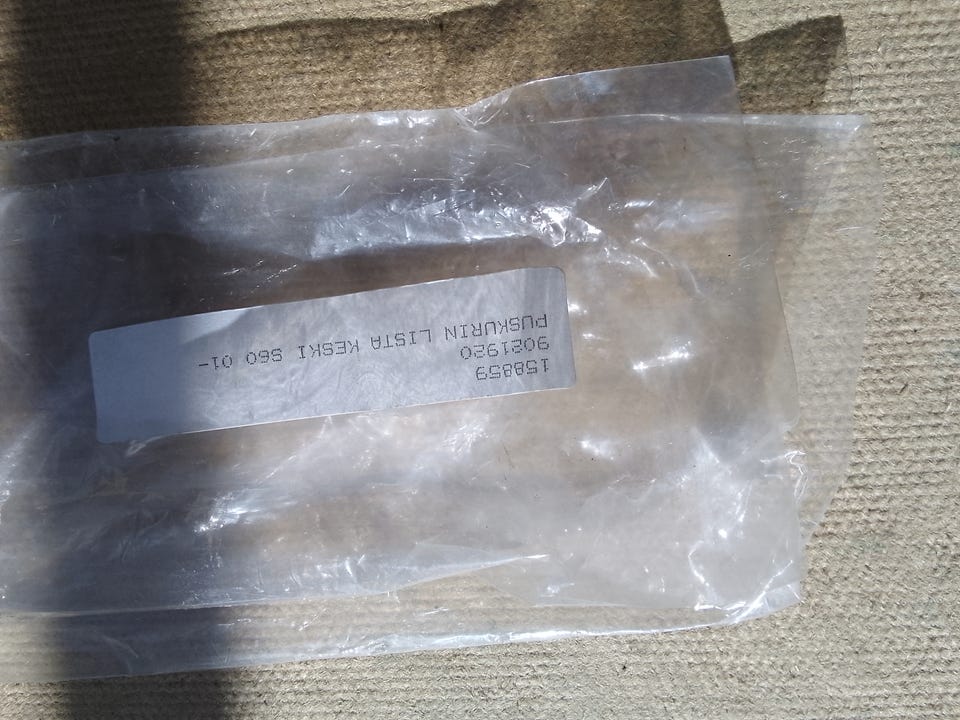 158859
9021920
PUSKURIN LISTA KESKI S60 01-